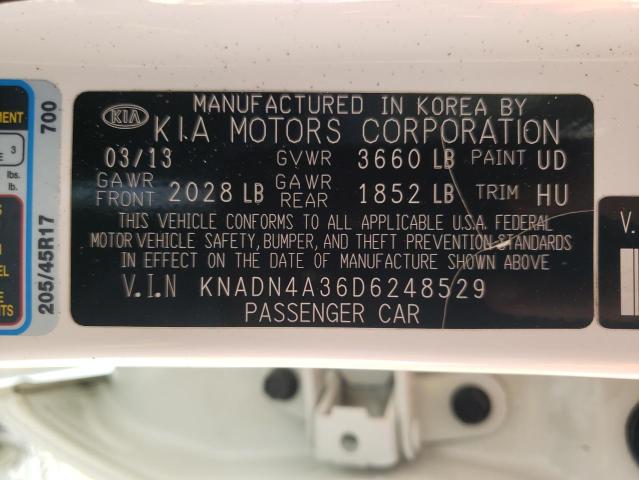 MANUFACTURED IN KOREA BY
KIA KIA MOTORS CORPORATION
03/13 GVWR 3660 LB PAINT UD
GAWR FRONT 2028 LB GAWR REAR 1852 LB TRIM HU
THIS VEHICLE CONFORMS TO ALL APPLICABLE U.S.A. FEDERAL
MOTOR VEHICLE SAFETY, BUMPER, AND THEFT PREVENTION STANDARDS
IN EFFECT ON THE DATE OF MANUFACTURE SHOWN ABOVE
V.I.N KNADN4A36D6248529
PASSENGER CAR
700
205/45R17
3
lbs.
lb.
V.